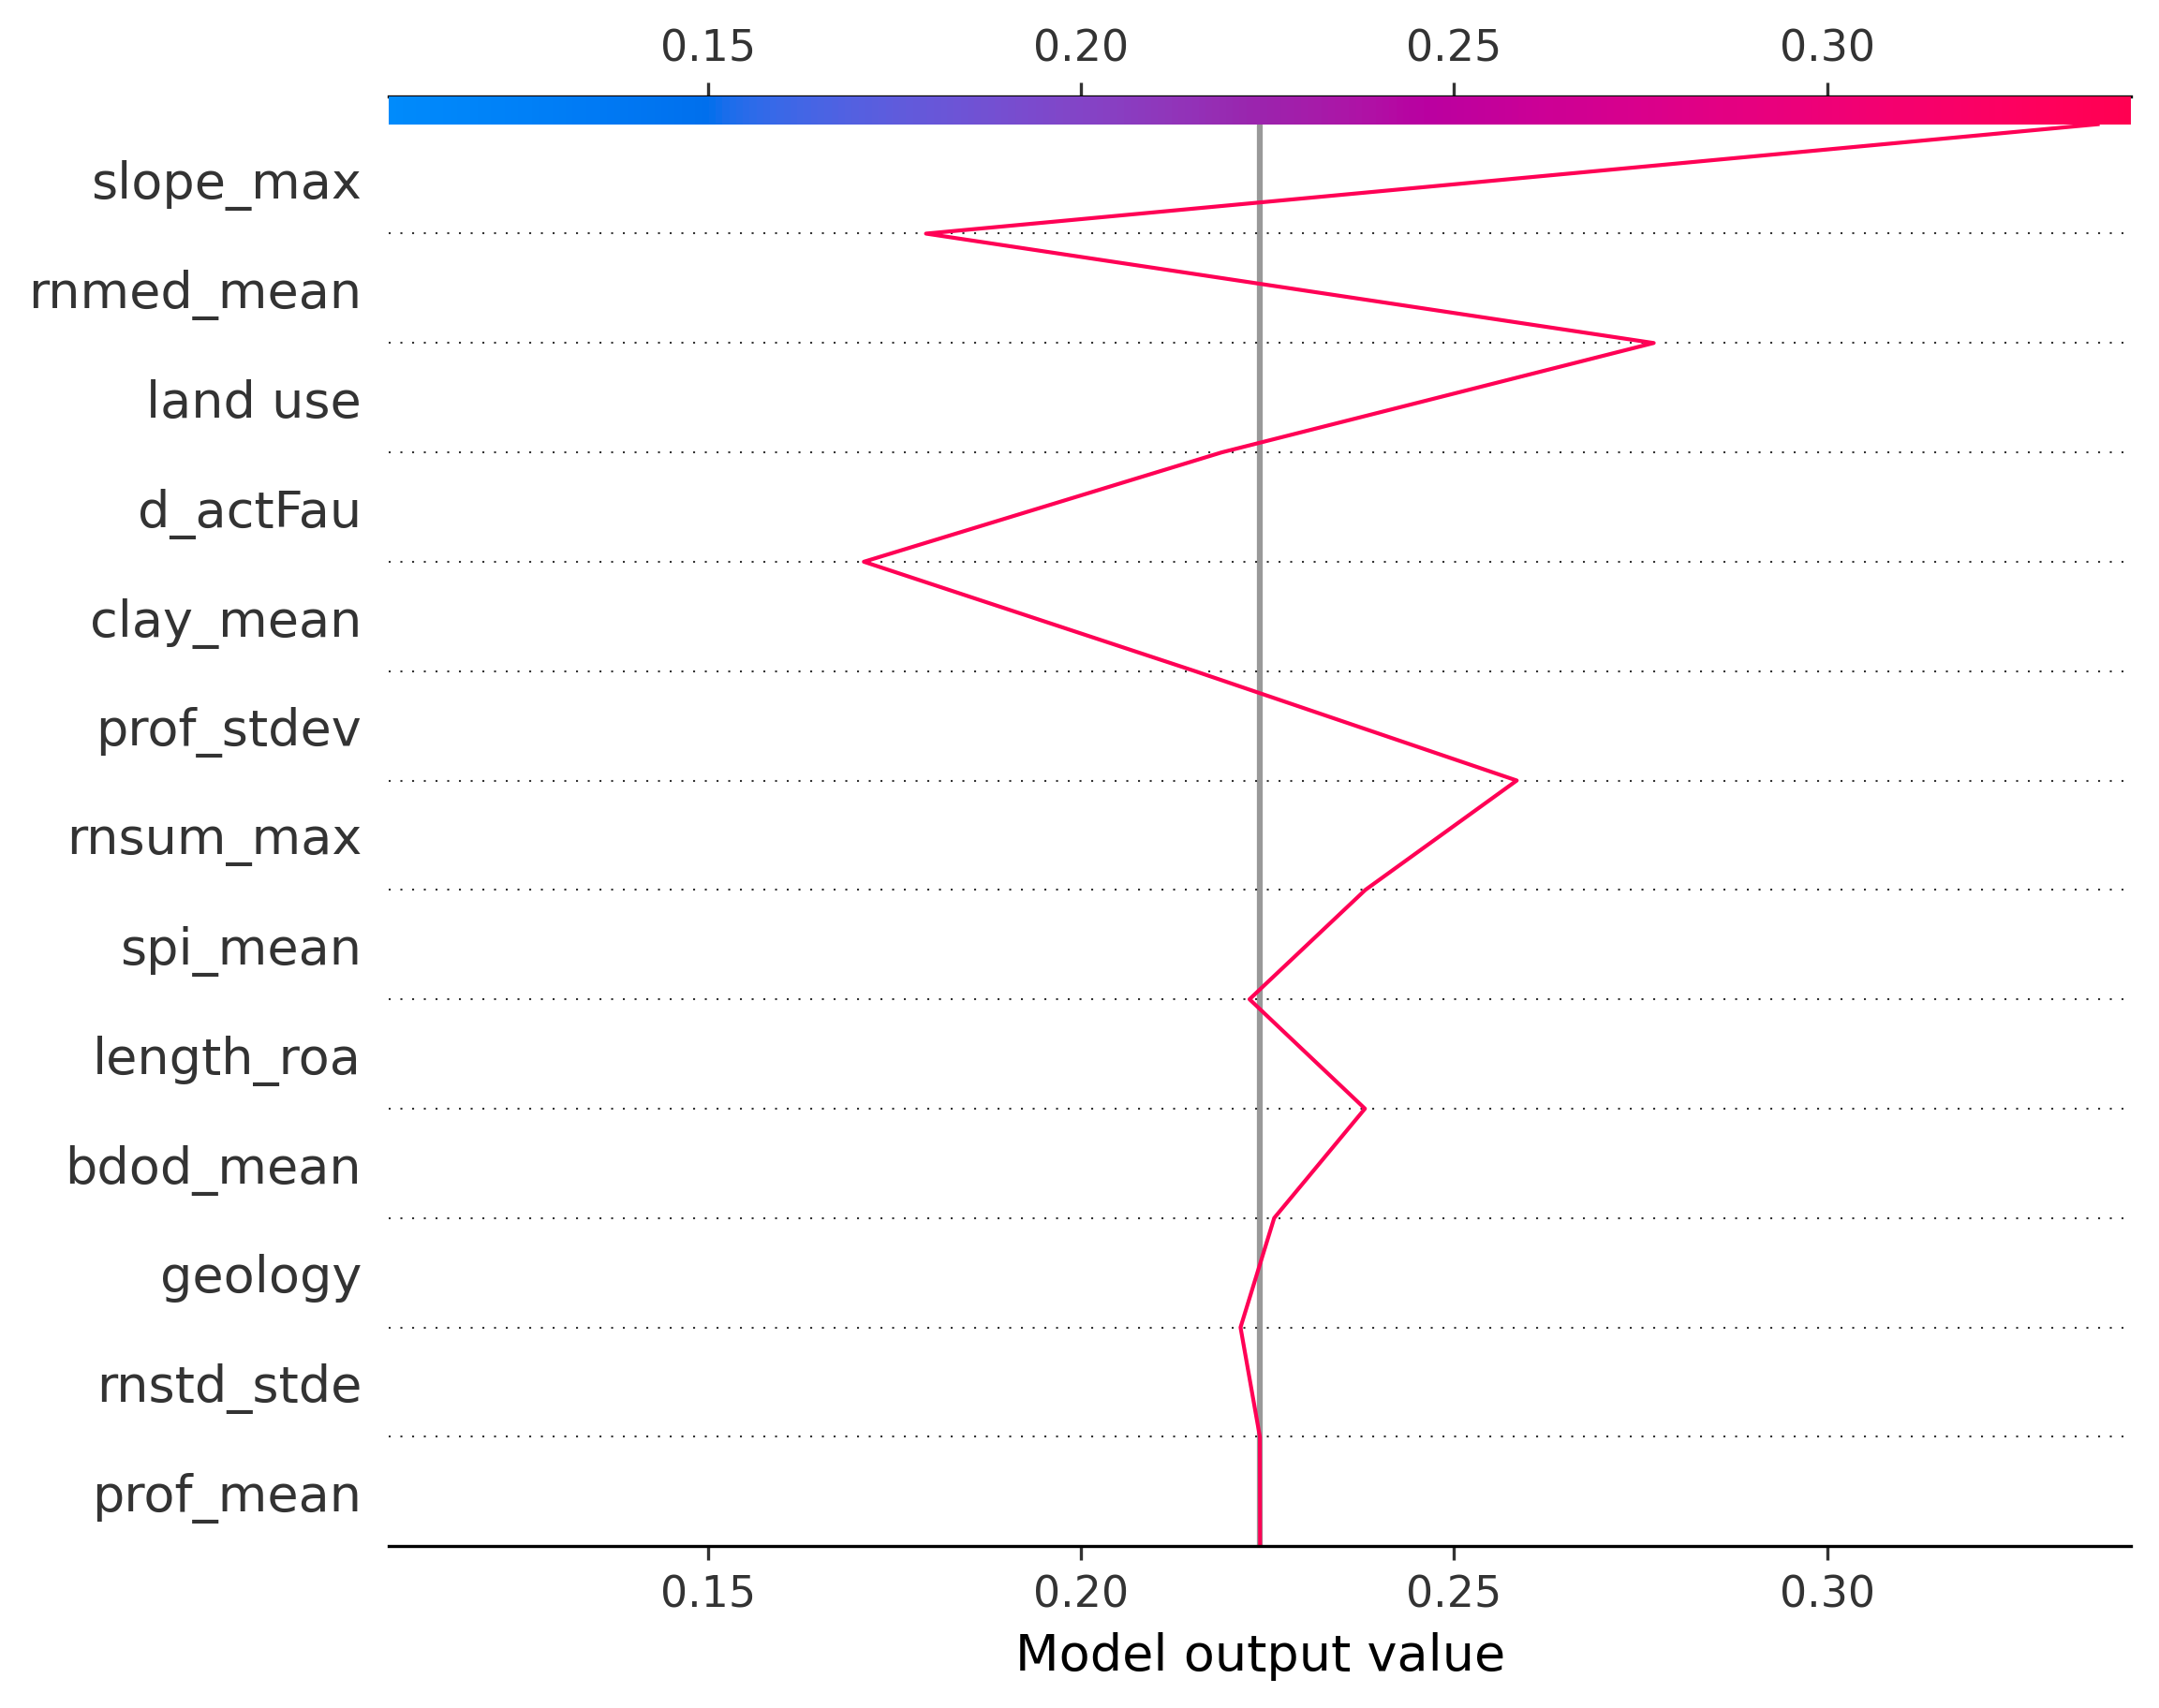 0.15 0.20 0.25 0.30
slope_max
rnmed_mean
land use
d_actFau
clay_mean
prof_stdev
rnsum_max
spi_mean
length_roa
bdod_mean
geology
rnstd_stde
prof_mean
0.15 0.20 0.25 0.30
Model output value